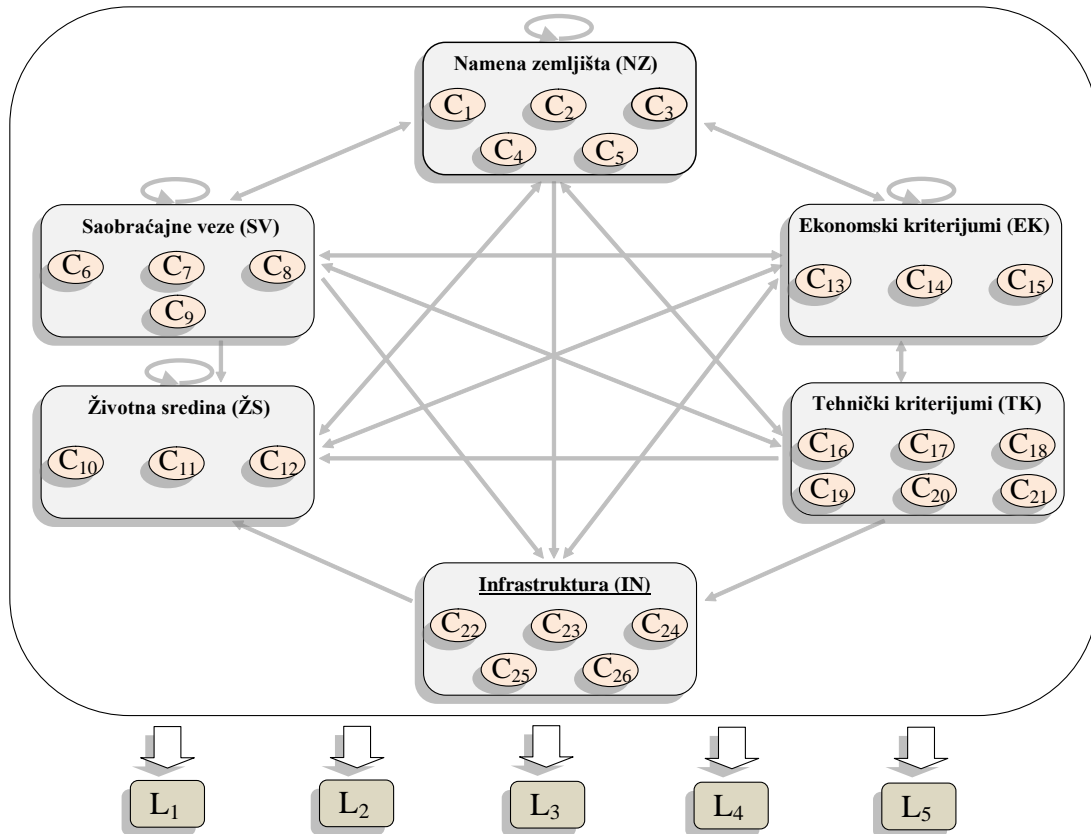 Namena zemljišta (NZ)
C1 C2 C3
C4 C5
Saobraćajne veze (SV)
C6 C7 C8
C9
Ekonomski kriterijumi (EK)
C13 C14 C15
Životna sredina (ŽS)
C10 C11 C12
Tehnički kriterijumi (TK)
C16 C17 C18
C19 C20 C21
Infrastruktura (IN)
C22 C23 C24
C25 C26
L1 L2 L3 L4 L5